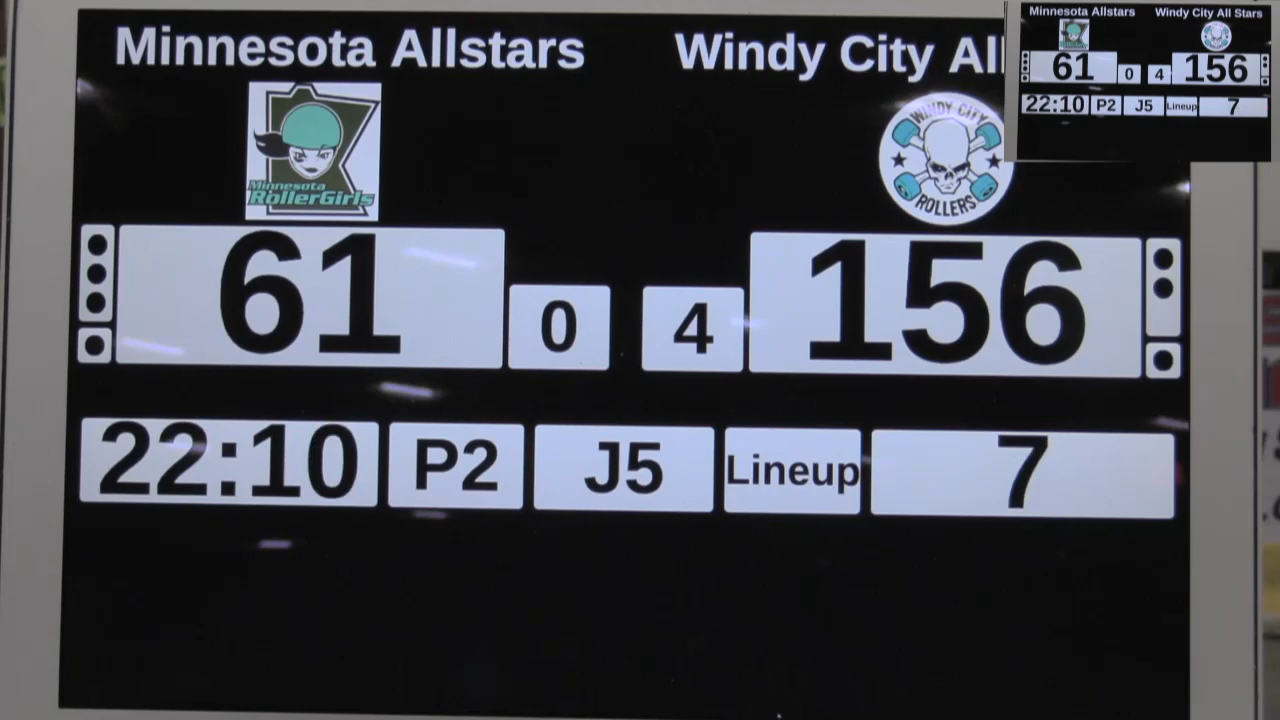 Minnesota Allstars
Windy City All
Minnesota
RollerGirls
WINDY CITY
ROLLERS
61
0
4
156
22:10
P2
J5
Lineup
7
Minnesota Allstars
Windy City All Stars
61
0
4
156
22:10
P2
J5
Lineup
7